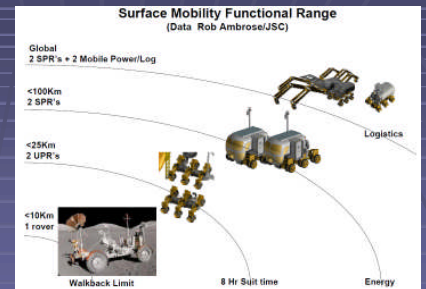 Surface Mobility Functional Range
(Data Rob Ambrose/JSC)
Global
2 SPR's + 2 Mobile Power/Log
<100Km
2 SPR's
Logistics
<25Km
2 UPR's
<10Km
1 rover
Walkback Limit
8 Hr Suit time
Energy